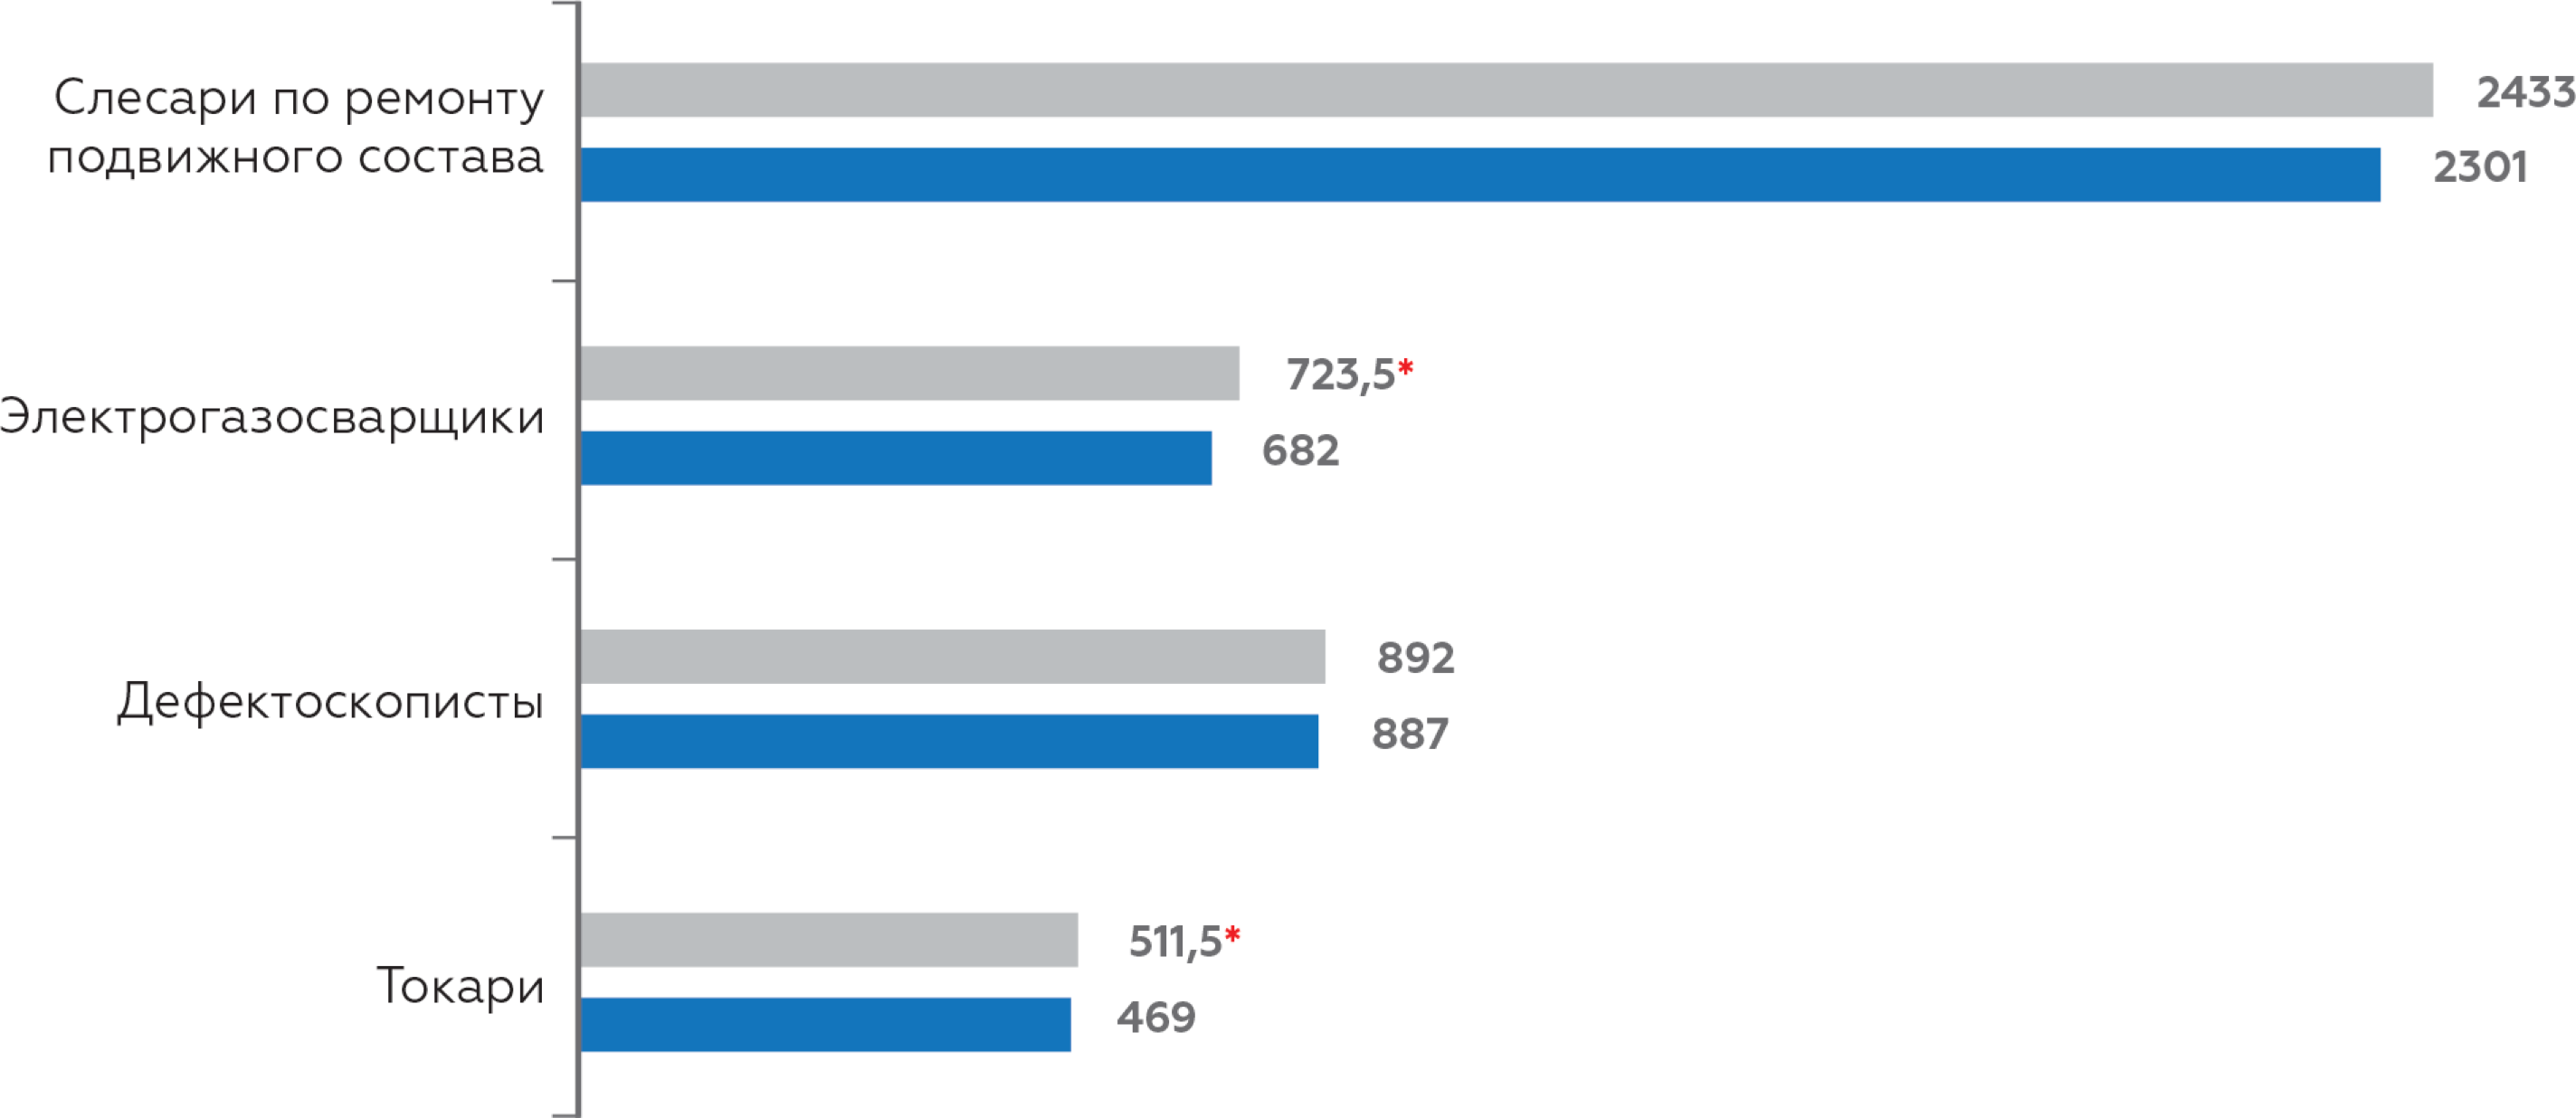 Слесари по ремонту
подвижного состава
2433
2301
Электрогазосварщики
723,5*
682
Дефектоскописты
892
887
Токари
511,5*
469